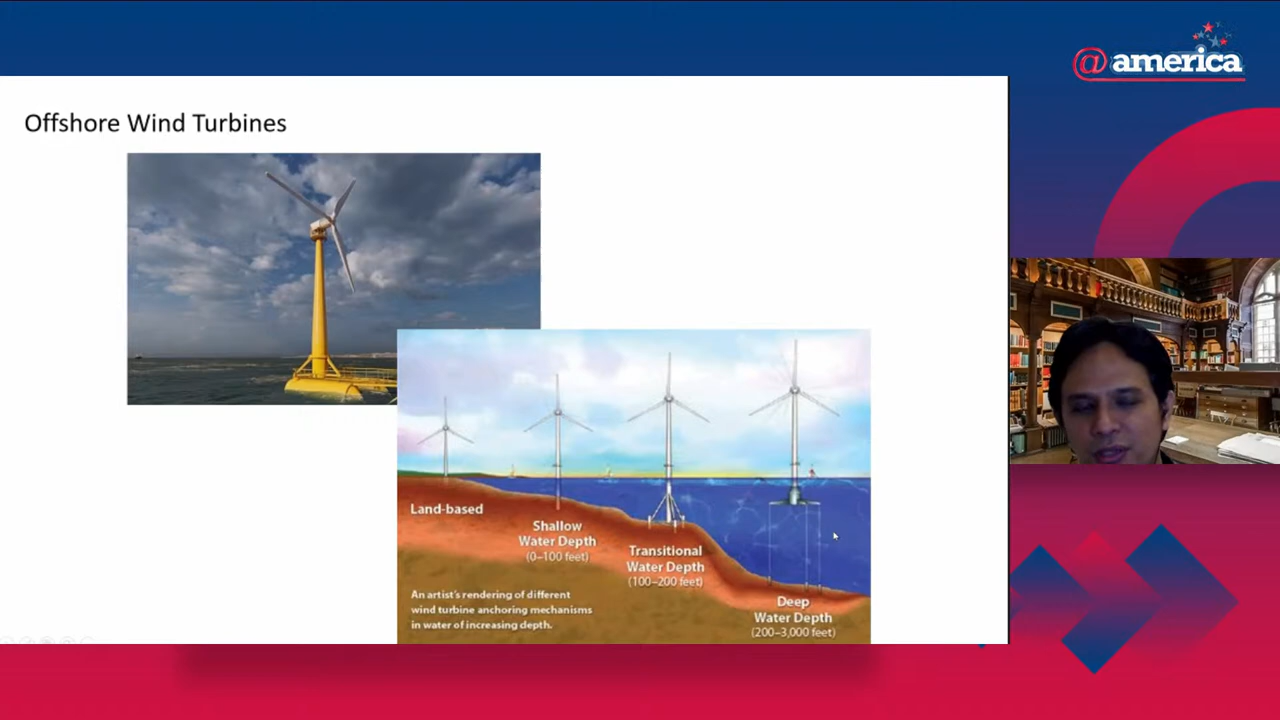 @america
Offshore Wind Turbines
Land-based
Shallow
Water Depth
(0–100 feet)
Transitional
Water Depth
(100–200 feet)
Deep
Water Depth
(200–3,000 feet)
An artist's rendering of different
wind turbine anchoring mechanisms
in water of increasing depth.